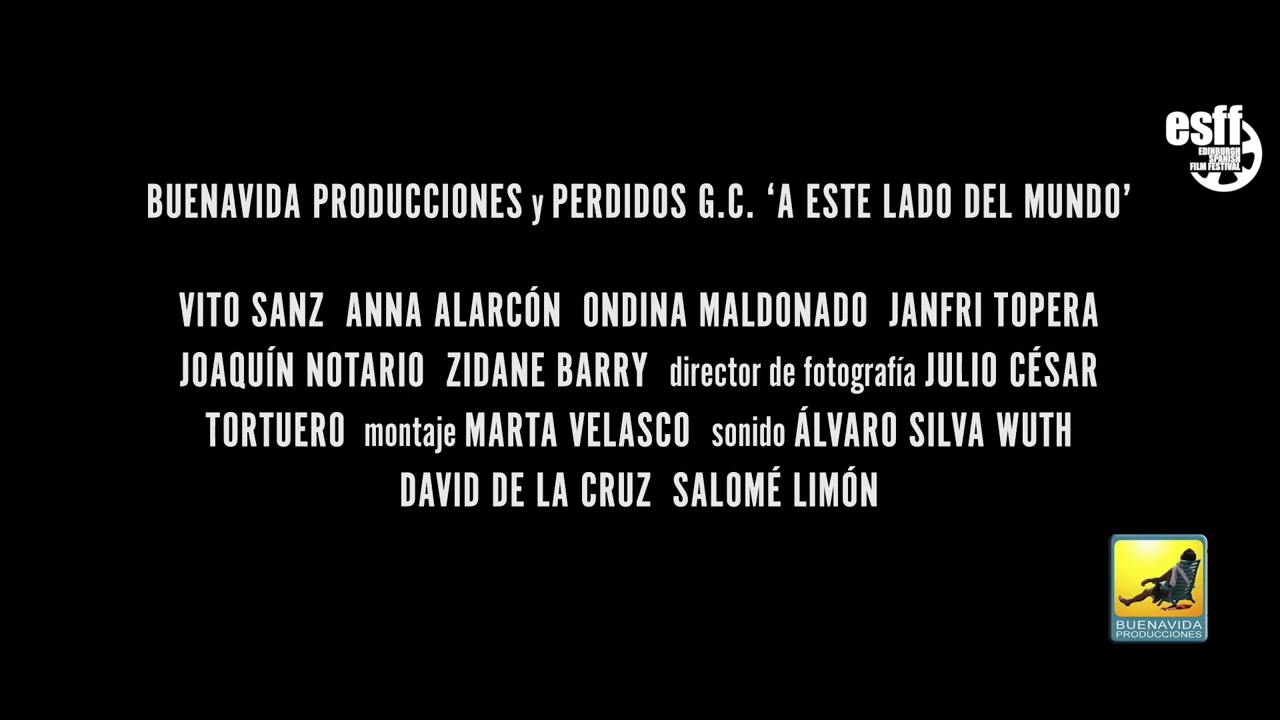 esff
EDINBURGH
SPANISH
FILM FESTIVAL
BUENAVIDA PRODUCCIONES y PERDIDOS G.C. ‘A ESTE LADO DEL MUNDO’
VITO SANZ ANNA ALARCÓN ONDINA MALDONADO JANFRI TOPERA
JOAQUÍN NOTARIO ZIDANE BARRY director de fotografía JULIO CÉSAR
TORTUERO montaje MARTA VELASCO sonido ÁLVARO SILVA WUTH
DAVID DE LA CRUZ SALOMÉ LIMÓN
BUENAVIDA
PRODUCCIONES